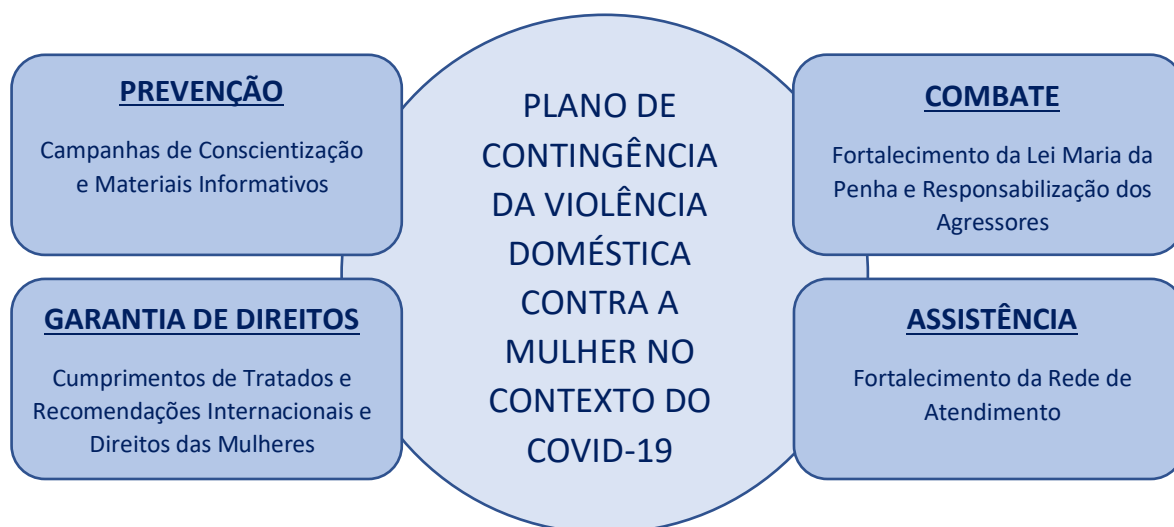 PREVENÇÃO
Campanhas de Conscientização
e Materiais Informativos
GARANTIA DE DIREITOS
Cumprimentos de Tratados e
Recomendações Internacionais e
Direitos das Mulheres
PLANO DE
CONTINGÊNCIA
DA VIOLÊNCIA
DOMÉSTICA
CONTRA A
MULHER NO
CONTEXTO DO
COVID-19
COMBATE
Fortalecimento da Lei Maria da
Penha e Responsabilização dos
Agressores
ASSISTÊNCIA
Fortalecimento da Rede de
Atendimento